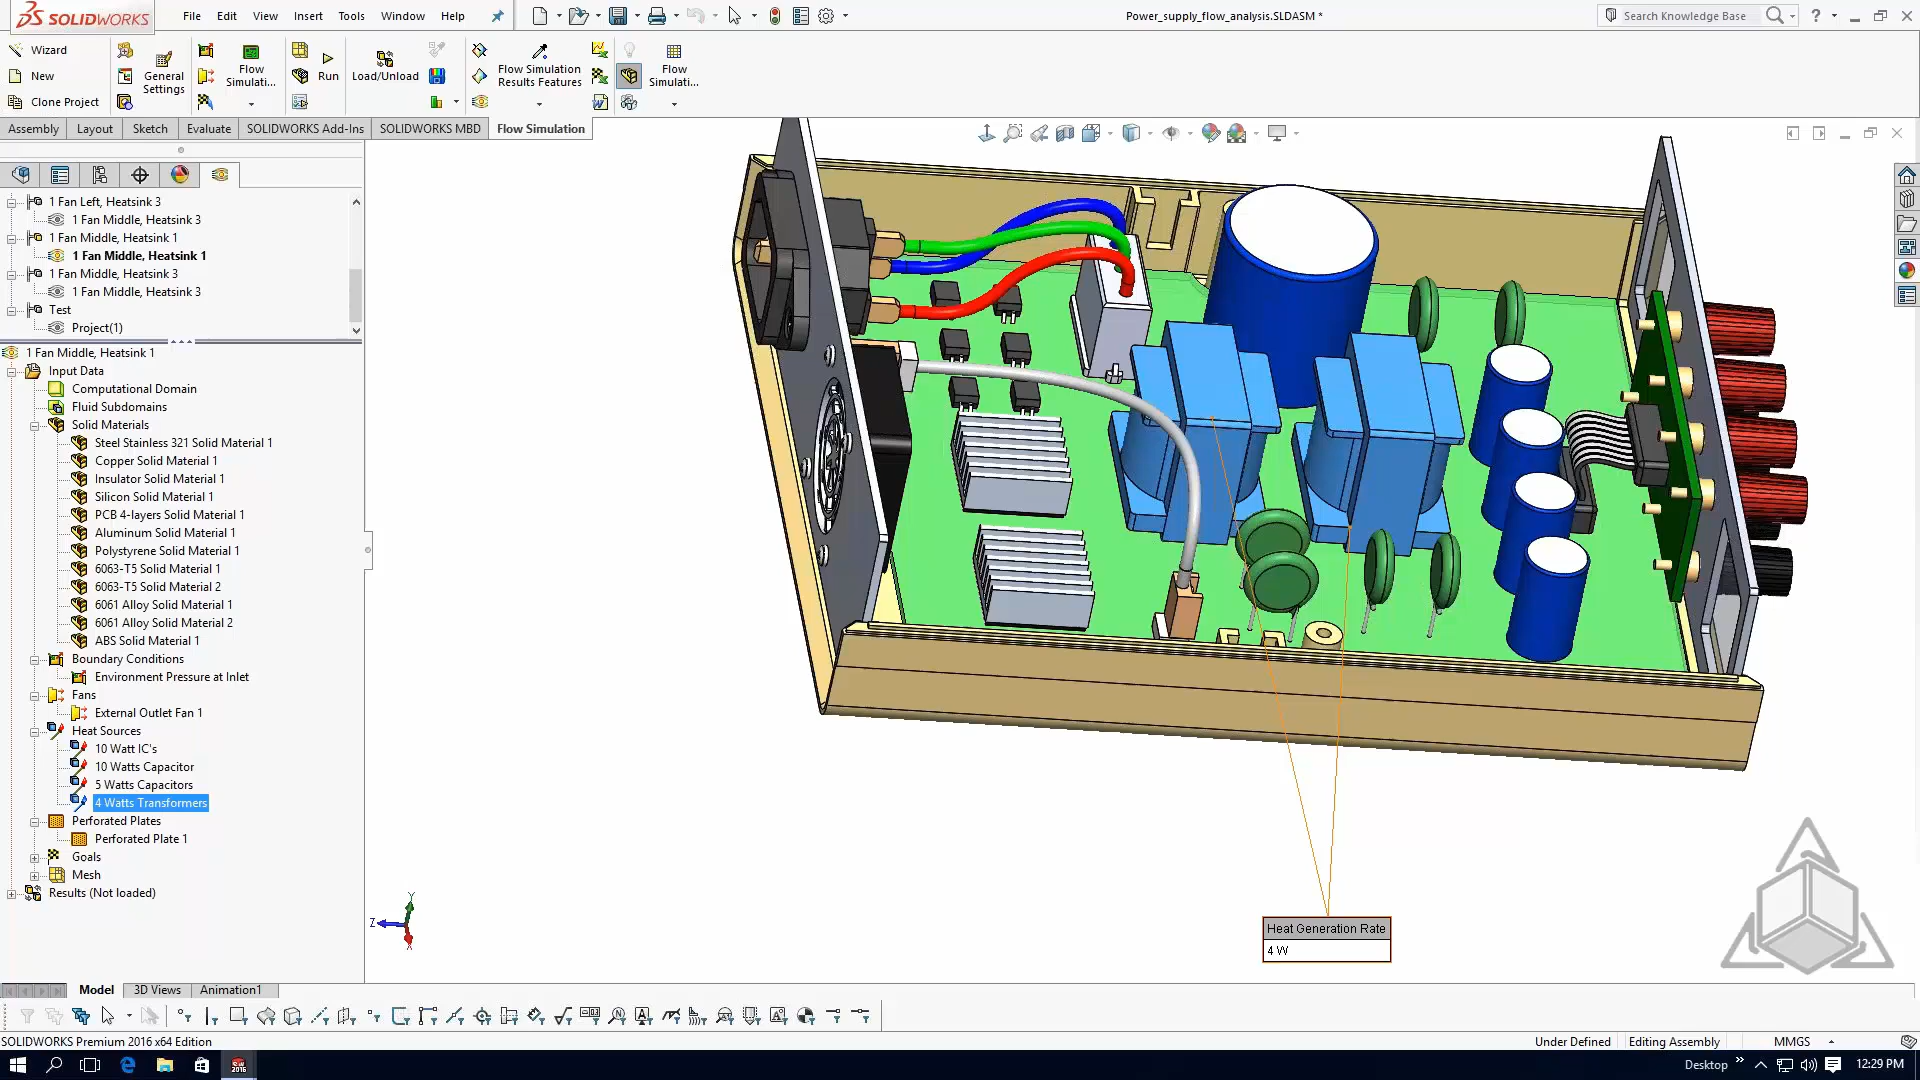 SOLIDWORKS
File Edit View Insert Tools Window Help
Power_supply_flow_analysis.SLDASM *
Search Knowledge Base
Wizard
New
Clone Project
General Settings
Flow Simulati...
Run
Load/Unload
Flow Simulation Results Features
Flow Simulati...
Assembly Layout Sketch Evaluate SOLIDWORKS Add-Ins SOLIDWORKS MBD Flow Simulation
1 Fan Left, Heatsink 3
1 Fan Middle, Heatsink 3
1 Fan Middle, Heatsink 1
1 Fan Middle, Heatsink 1
1 Fan Middle, Heatsink 3
1 Fan Middle, Heatsink 3
Test
Project(1)
1 Fan Middle, Heatsink 1
Input Data
Computational Domain
Fluid Subdomains
Solid Materials
Steel Stainless 321 Solid Material 1
Copper Solid Material 1
Insulator Solid Material 1
Silicon Solid Material 1
PCB 4-layers Solid Material 1
Aluminum Solid Material 1
Polystyrene Solid Material 1
6063-T5 Solid Material 1
6063-T5 Solid Material 2
6061 Alloy Solid Material 1
6061 Alloy Solid Material 2
ABS Solid Material 1
Boundary Conditions
Environment Pressure at Inlet
Fans
External Outlet Fan 1
Heat Sources
10 Watt IC's
10 Watts Capacitor
5 Watts Capacitors
4 Watts Transformers
Perforated Plates
Perforated Plate 1
Goals
Mesh
Results (Not loaded)
Y
Z
X
Heat Generation Rate
4 W
Model 3D Views Animation1
SOLIDWORKS Premium 2016 x64 Edition
Under Defined Editing Assembly MMGS
Desktop
12:29 PM